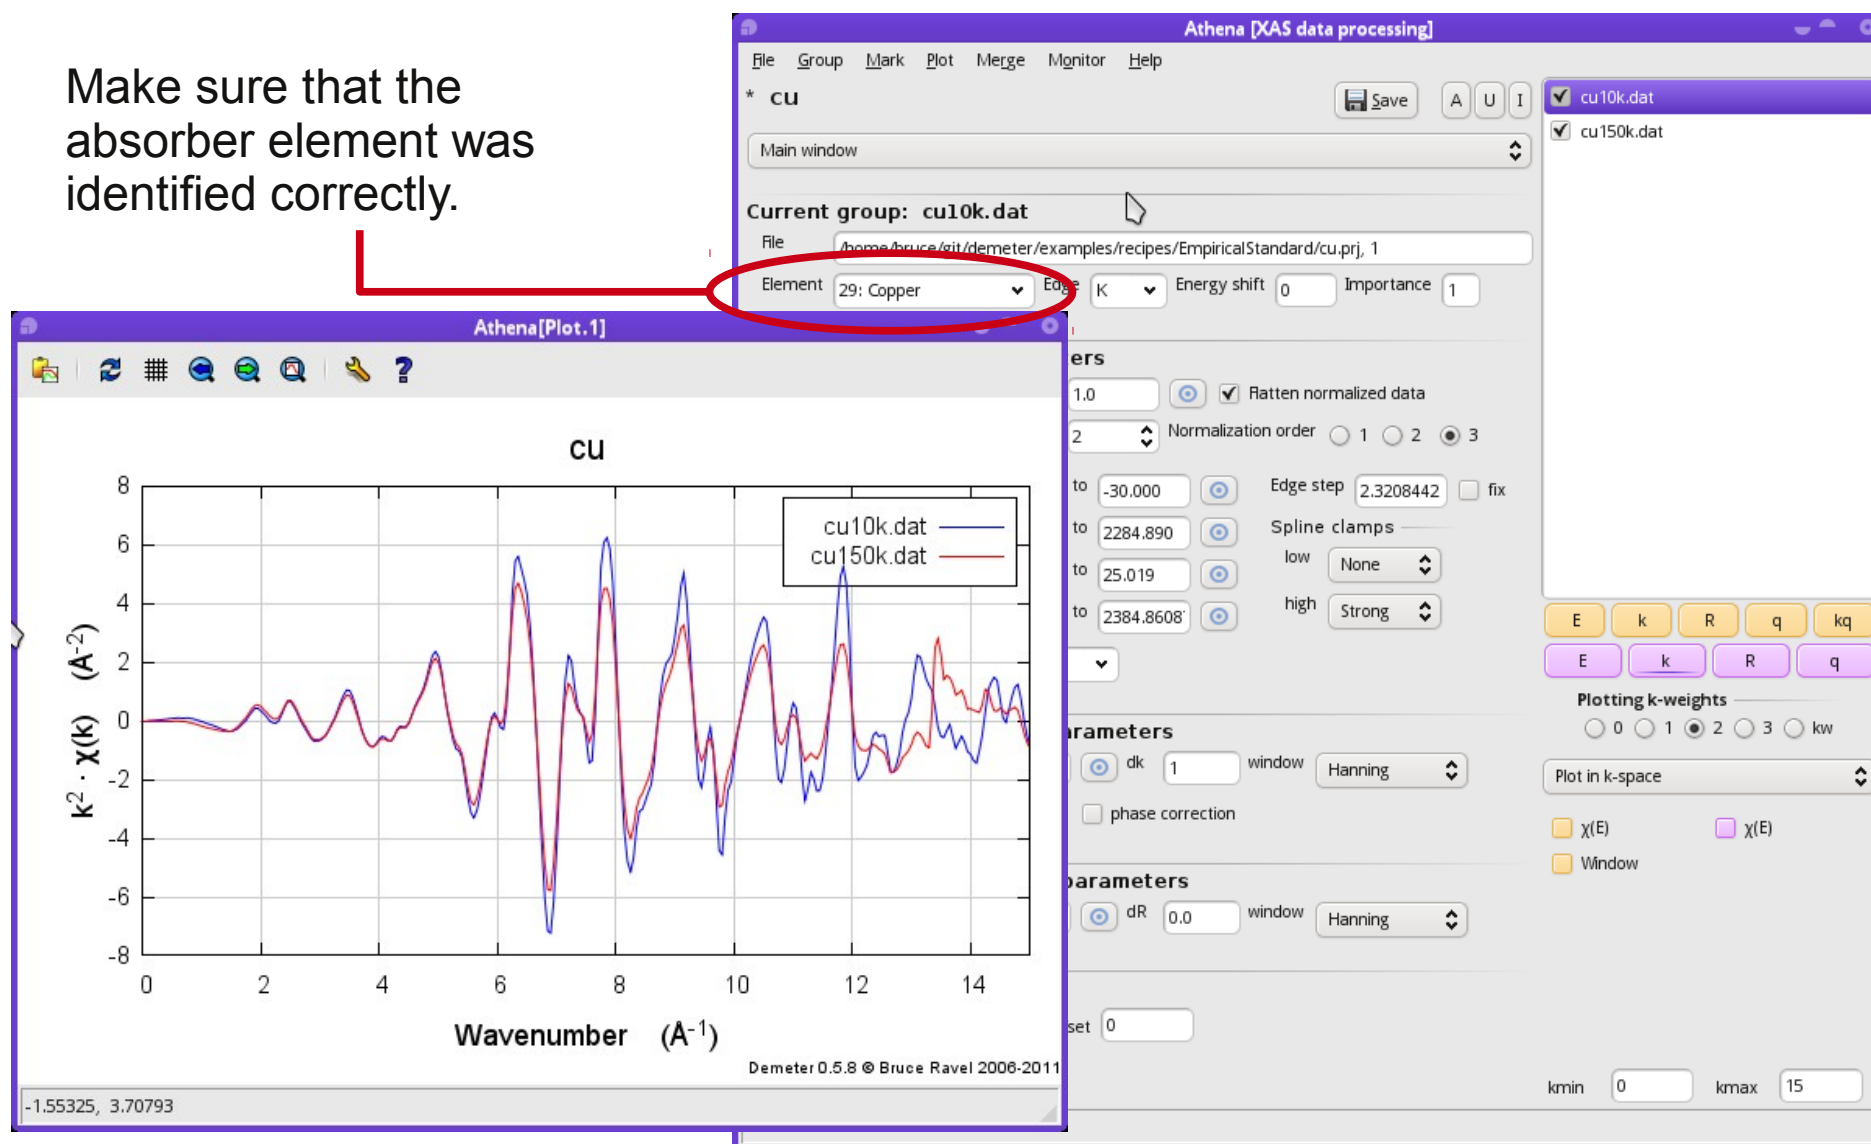 Make sure that the
absorber element was
identified correctly.
Athena [XAS data processing]
File Group Mark Plot Merge Monitor Help
* cu
Save A U I
Main window
Current group: cu10k.dat
File /home/bruce/git/demeter/examples/recipes/EmpiricalStandard/cu.prj, 1
Element 29: Copper Edge K Energy shift 0 Importance 1
ers
1.0 Flatten normalized data
2 Normalization order 1 2 3
to -30.000 Edge step 2.3208442 fix
to 2284.890 Spline clamps
low None
to 25.019
high Strong
to 2384.8608
rameters
dk 1 window Hanning
phase correction
parameters
dR 0.0 window Hanning
set 0
cu10k.dat
cu150k.dat
E k R q kq
E k R q
Plotting k-weights
0 1 2 3 kw
Plot in k-space
χ(E) χ(E)
Window
kmin 0 kmax 15
Athena[Plot.1]
?
cu
cu10k.dat
cu150k.dat
8
6
4
2
0
-2
-4
-6
-8
k² · χ(k) (Å⁻²)
0 2 4 6 8 10 12 14
Wavenumber (Å⁻¹)
Demeter 0.5.8 © Bruce Ravel 2006-2011
-1.55325, 3.70793